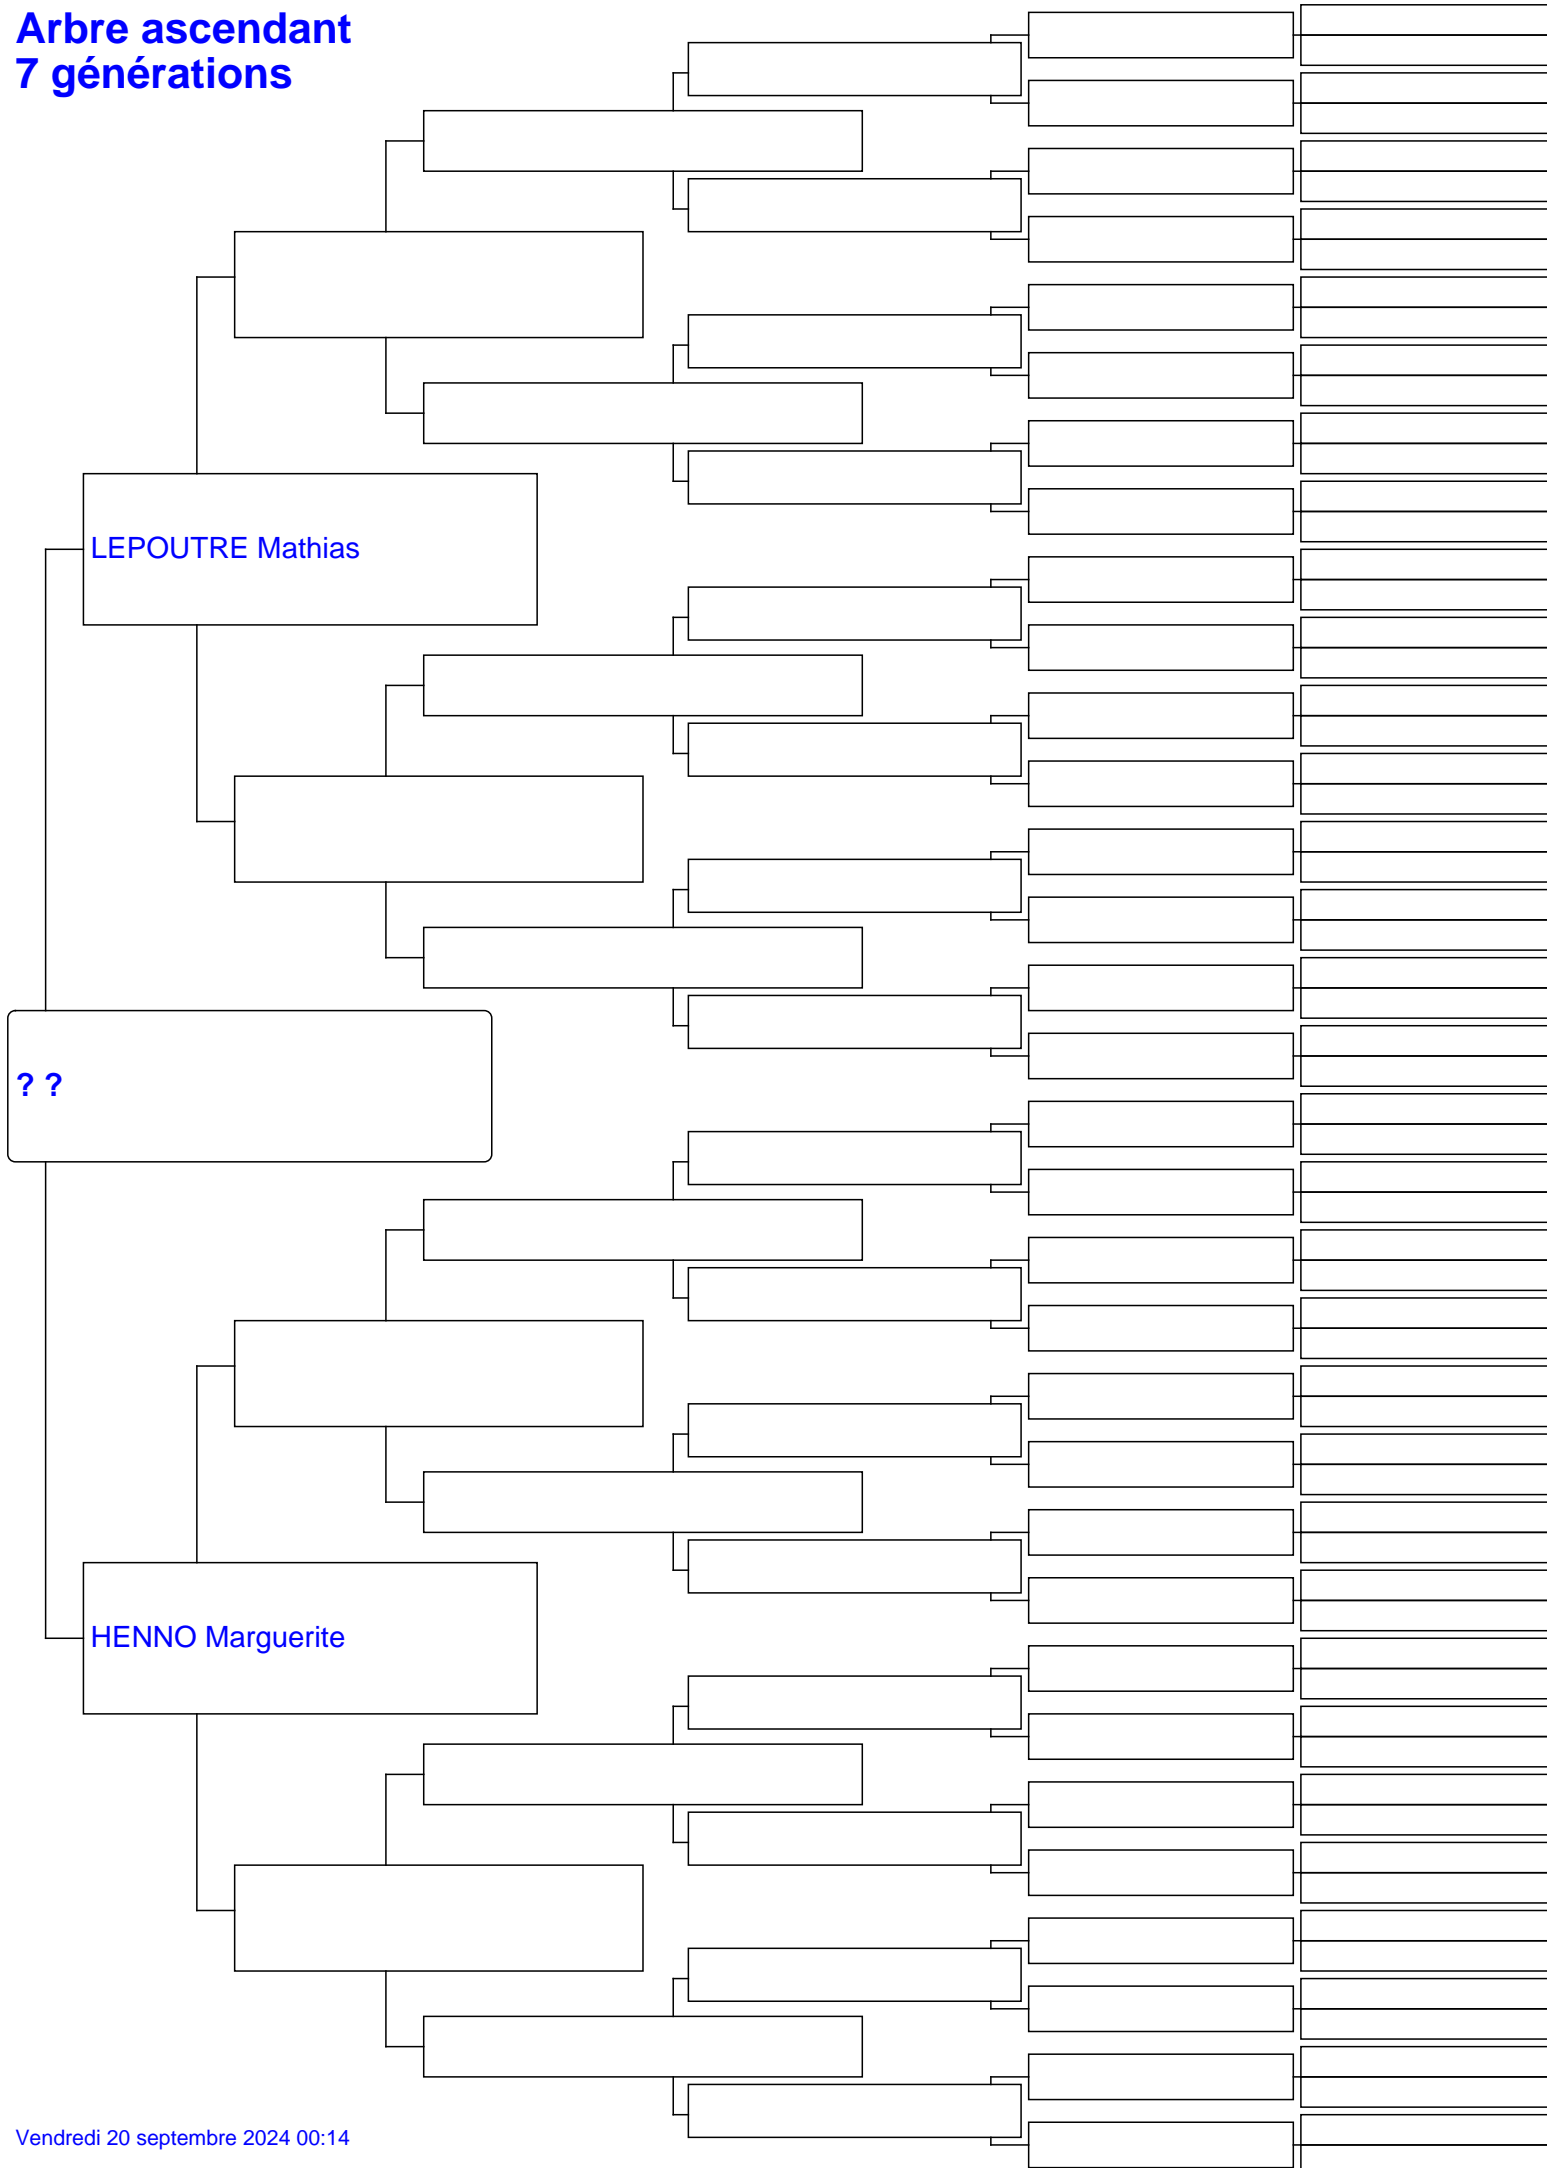 Arbre ascendant
7 générations
LEPOUTRE Mathias
? ?
HENNO Marguerite
Vendredi 20 septembre 2024 00:14